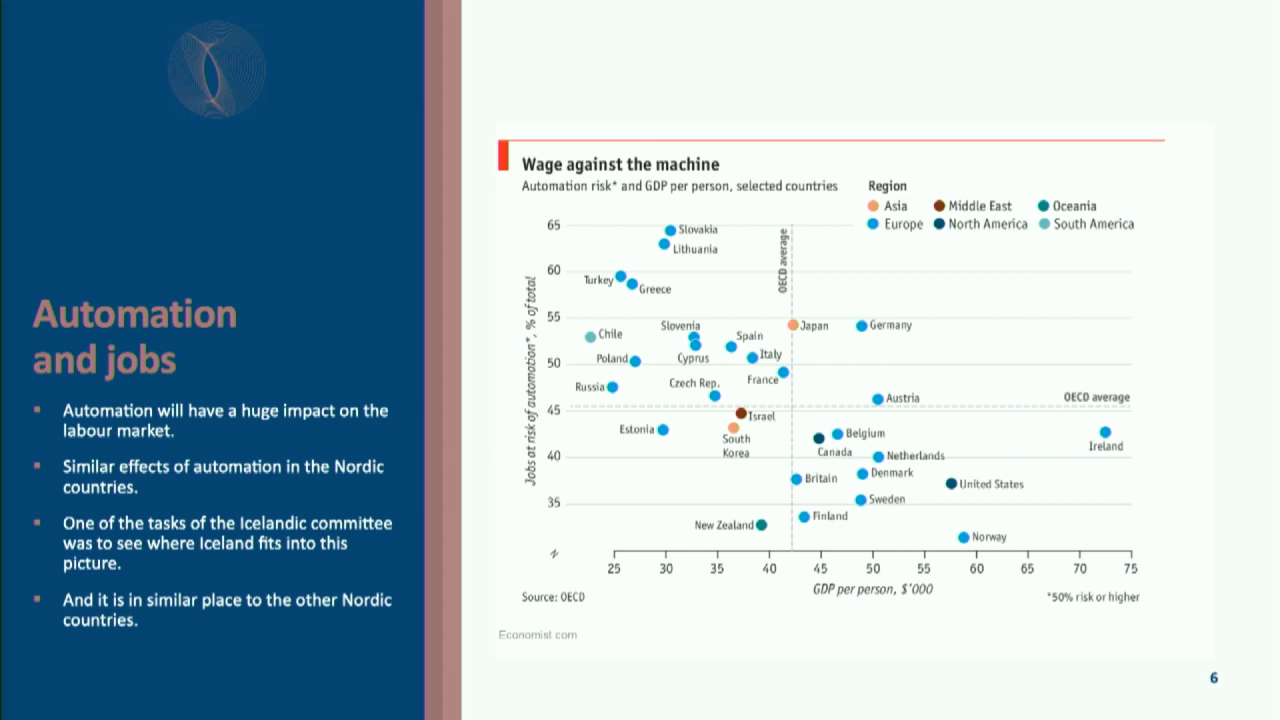 Automation
and jobs
▪ Automation will have a huge impact on the
labour market.
▪ Similar effects of automation in the Nordic
countries.
▪ One of the tasks of the Icelandic committee
was to see where Iceland fits into this
picture.
▪ And it is in similar place to the other Nordic
countries.
Wage against the machine
Automation risk* and GDP per person, selected countries
Region
Asia Middle East Oceania
Europe North America South America
Jobs at risk of automation*, % of total
65
60
55
50
45
40
35
OECD average
Slovakia
Lithuania
Turkey
Greece
Chile
Slovenia
Spain
Japan
Germany
Poland
Cyprus
Italy
Russia
Czech Rep.
France
Austria
OECD average
Israel
Estonia
South
Korea
Canada
Belgium
Ireland
Netherlands
Britain
Denmark
United States
Sweden
Finland
New Zealand
Norway
25 30 35 40 45 50 55 60 65 70 75
GDP per person, $'000
Source: OECD
*50% risk or higher
Economist com
6